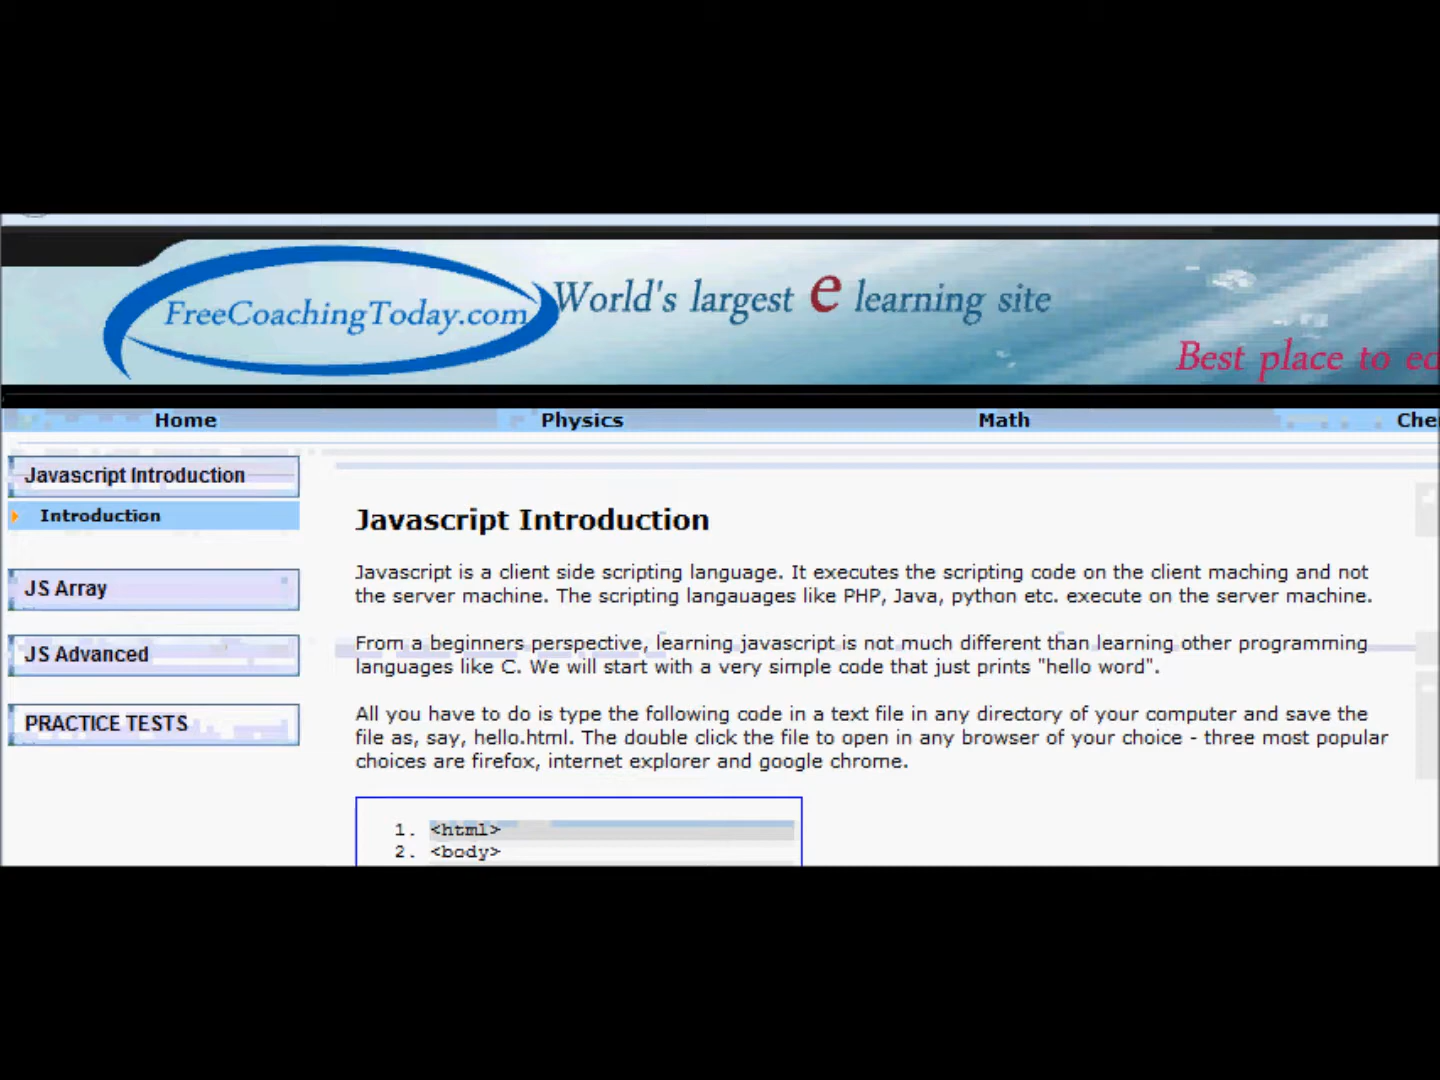 FreeCoachingToday.com
World's largest e learning site
Best place to
Home Physics Math
Javascript Introduction
Introduction
JS Array
JS Advanced
PRACTICE TESTS
Javascript Introduction
Javascript is a client side scripting language. It executes the scripting code on the client maching and not
the server machine. The scripting langauages like PHP, Java, python etc. execute on the server machine.
From a beginners perspective, learning javascript is not much different than learning other programming
languages like C. We will start with a very simple code that just prints "hello word".
All you have to do is type the following code in a text file in any directory of your computer and save the
file as, say, hello.html. The double click the file to open in any browser of your choice - three most popular
choices are firefox, internet explorer and google chrome.
1. <html>
2. <body>